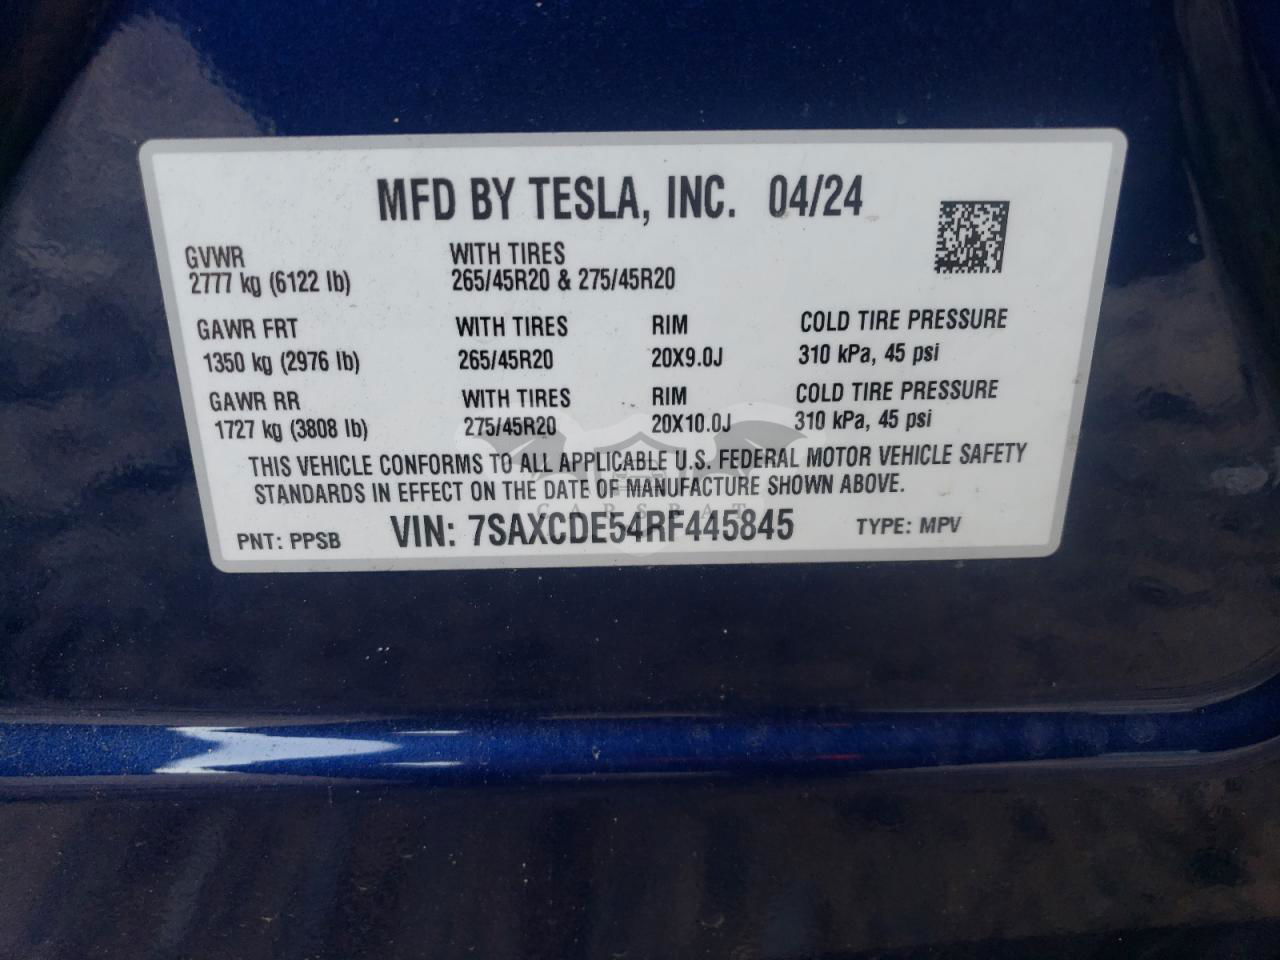 MFD BY TESLA, INC. 04/24
GVWR WITH TIRES
2777 kg (6122 lb) 265/45R20 & 275/45R20
GAWR FRT WITH TIRES RIM COLD TIRE PRESSURE
1350 kg (2976 lb) 265/45R20 20X9.0J 310 kPa, 45 psi
GAWR RR WITH TIRES RIM COLD TIRE PRESSURE
1727 kg (3808 lb) 275/45R20 20X10.0J 310 kPa, 45 psi
THIS VEHICLE CONFORMS TO ALL APPLICABLE U.S. FEDERAL MOTOR VEHICLE SAFETY
STANDARDS IN EFFECT ON THE DATE OF MANUFACTURE SHOWN ABOVE.
CARSRAT
PNT: PPSB VIN: 7SAXCDE54RF445845 TYPE: MPV